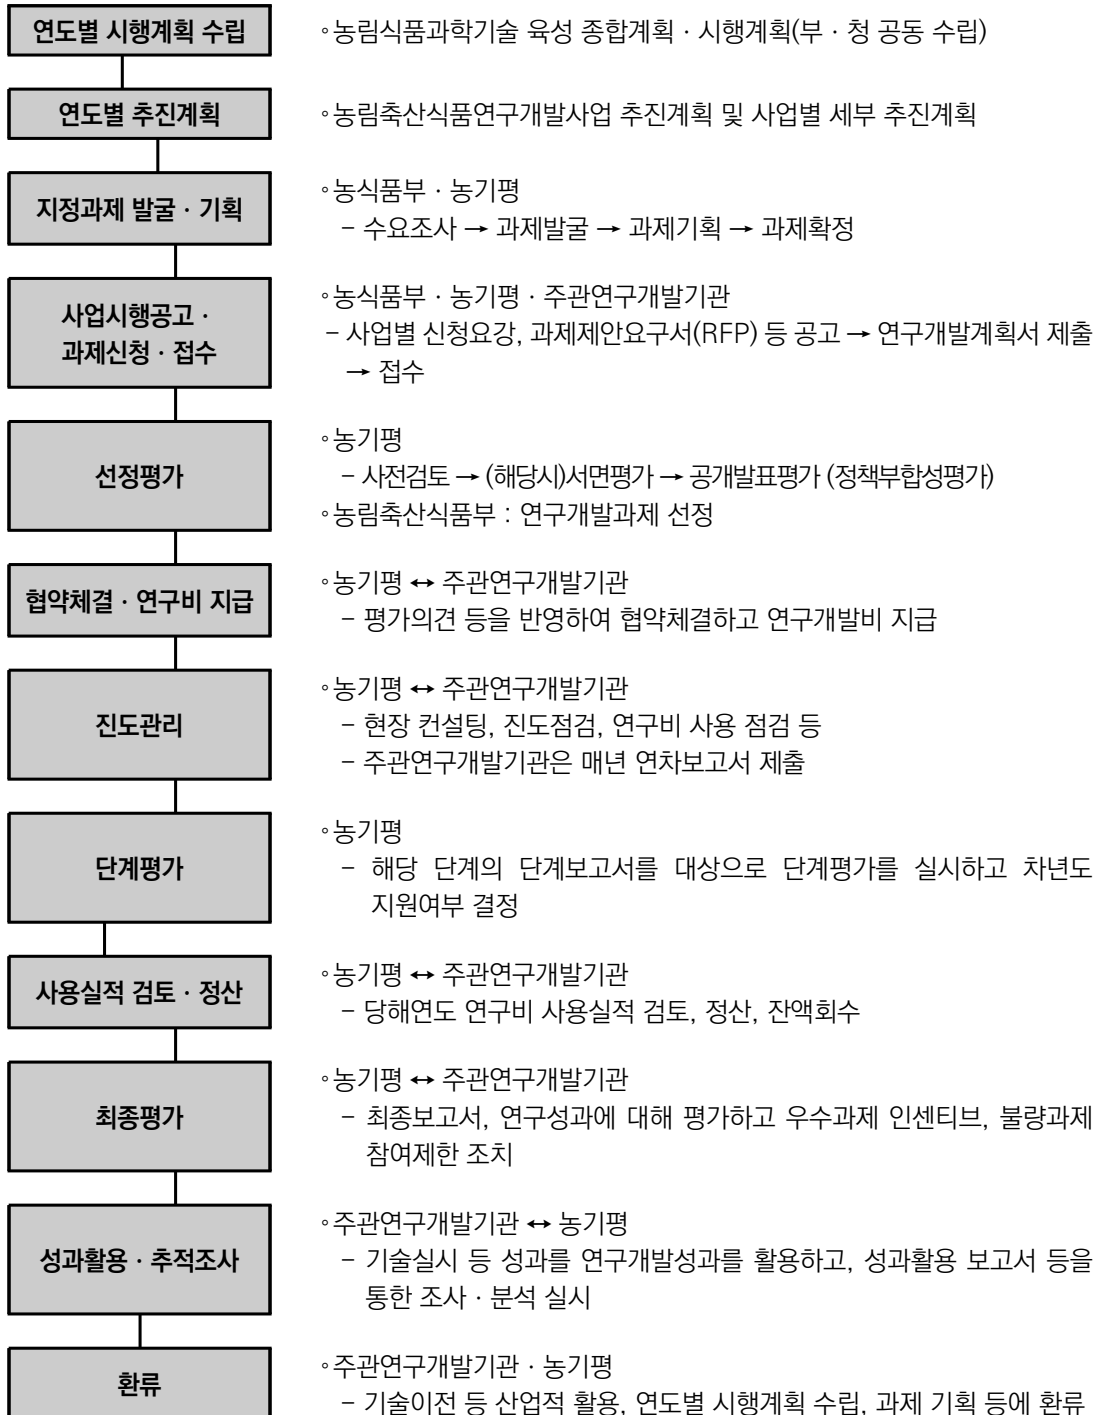 연도별 시행계획 수립
◦농림식품과학기술 육성 종합계획 · 시행계획(부 · 청 공동 수립)
연도별 추진계획
◦농림축산식품연구개발사업 추진계획 및 사업별 세부 추진계획
지정과제 발굴 · 기획
◦농식품부 · 농기평
- 수요조사 → 과제발굴 → 과제기획 → 과제확정
사업시행공고 ·
과제신청 · 접수
◦농식품부 · 농기평 · 주관연구개발기관
- 사업별 신청요강, 과제제안요구서(RFP) 등 공고 → 연구개발계획서 제출
→ 접수
선정평가
◦농기평
- 사전검토 → (해당시)서면평가 → 공개발표평가 (정책부합성평가)
◦농림축산식품부 : 연구개발과제 선정
협약체결 · 연구비 지급
◦농기평 ↔ 주관연구개발기관
- 평가의견 등을 반영하여 협약체결하고 연구개발비 지급
진도관리
◦농기평 ↔ 주관연구개발기관
- 현장 컨설팅, 진도점검, 연구비 사용 점검 등
- 주관연구개발기관은 매년 연차보고서 제출
단계평가
◦농기평
- 해당 단계의 단계보고서를 대상으로 단계평가를 실시하고 차년도
지원여부 결정
사용실적 검토 · 정산
◦농기평 ↔ 주관연구개발기관
- 당해연도 연구비 사용실적 검토, 정산, 잔액회수
최종평가
◦농기평 ↔ 주관연구개발기관
- 최종보고서, 연구성과에 대해 평가하고 우수과제 인센티브, 불량과제
참여제한 조치
성과활용 · 추적조사
◦주관연구개발기관 ↔ 농기평
- 기술실시 등 성과를 연구개발성과를 활용하고, 성과활용 보고서 등을
통한 조사 · 분석 실시
환류
◦주관연구개발기관 · 농기평
- 기술이전 등 산업적 활용, 연도별 시행계획 수립, 과제 기획 등에 환류